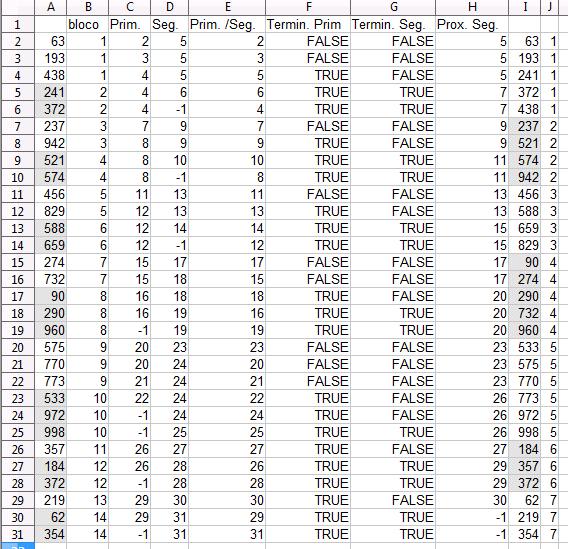 A B C D E F G H I J
1 bloco Prim. Seg. Prim. /Seg. Termin. Prim Termin. Seg. Prox. Seg.
2 63 1 2 5 2 FALSE FALSE 5 63 1
3 193 1 3 5 3 FALSE FALSE 5 193 1
4 438 1 4 5 5 TRUE FALSE 5 241 1
5 241 2 4 6 6 TRUE TRUE 7 372 1
6 372 2 4 -1 4 TRUE TRUE 7 438 1
7 237 3 7 9 7 FALSE FALSE 9 237 2
8 942 3 8 9 9 TRUE FALSE 9 521 2
9 521 4 8 10 10 TRUE TRUE 11 574 2
10 574 4 8 -1 8 TRUE TRUE 11 942 2
11 456 5 11 13 11 FALSE FALSE 13 456 3
12 829 5 12 13 13 TRUE FALSE 13 588 3
13 588 6 12 14 14 TRUE TRUE 15 659 3
14 659 6 12 -1 12 TRUE TRUE 15 829 3
15 274 7 15 17 17 FALSE FALSE 17 90 4
16 732 7 15 18 15 FALSE FALSE 17 274 4
17 90 8 16 18 18 TRUE TRUE 20 290 4
18 290 8 16 19 16 TRUE TRUE 20 732 4
19 960 8 -1 19 19 TRUE TRUE 20 960 4
20 575 9 20 23 23 FALSE FALSE 23 533 5
21 770 9 20 24 20 FALSE FALSE 23 575 5
22 773 9 21 24 21 FALSE FALSE 23 770 5
23 533 10 22 24 22 TRUE FALSE 26 773 5
24 972 10 -1 24 24 TRUE FALSE 26 972 5
25 998 10 -1 25 25 TRUE TRUE 26 998 5
26 357 11 26 27 27 TRUE FALSE 27 184 6
27 184 12 26 28 26 TRUE TRUE 29 357 6
28 372 12 -1 28 28 TRUE TRUE 29 372 6
29 219 13 29 30 30 TRUE FALSE 30 62 7
30 62 14 29 31 29 TRUE TRUE -1 219 7
31 354 14 -1 31 31 TRUE TRUE -1 354 7